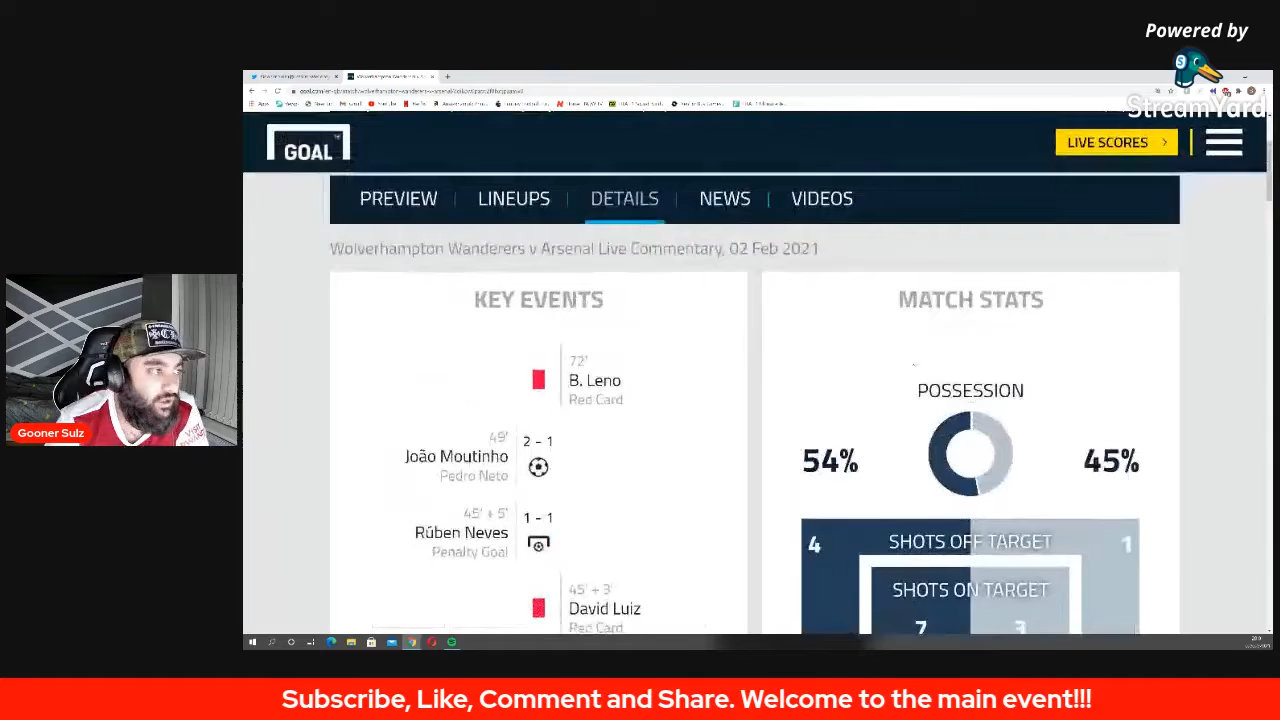 Powered by
StreamYard
GOAL
LIVE SCORES
PREVIEW
LINEUPS
DETAILS
NEWS
VIDEOS
Wolverhampton Wanderers v Arsenal Live Commentary, 02 Feb 2021
KEY EVENTS
72'
B. Leno
Red Card
49'
João Moutinho
Pedro Neto
2 - 1
45' + 5'
Rúben Neves
Penalty Goal
1 - 1
45' + 3'
David Luiz
Red Card
MATCH STATS
POSSESSION
54%
45%
4
SHOTS OFF TARGET
1
SHOTS ON TARGET
7
3
Gooner Sulz
Subscribe, Like, Comment and Share. Welcome to the main event!!!